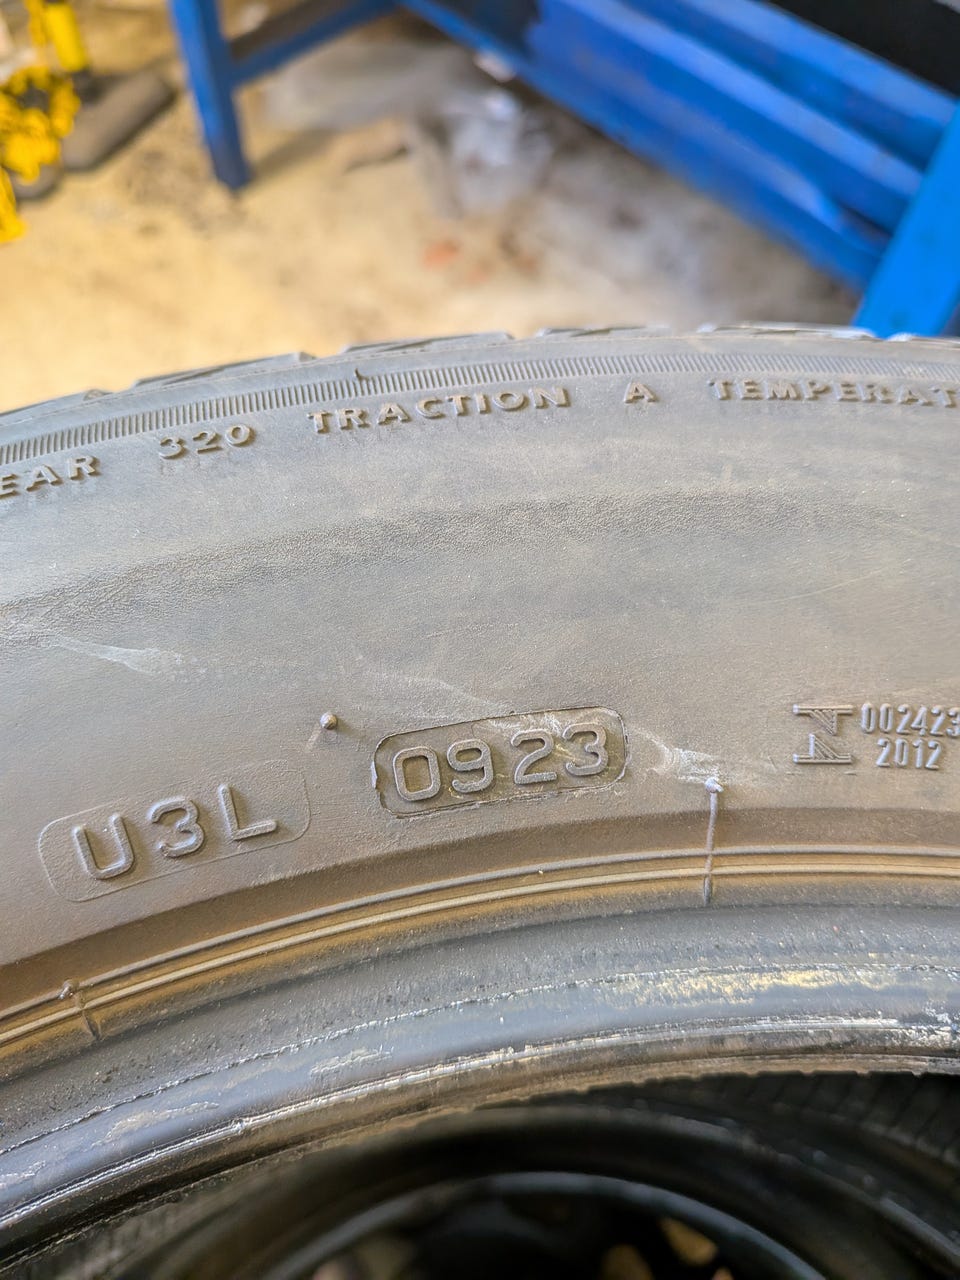 EAR 320 TRACTION A TEMPERAT
U3L 0923
002423
2012